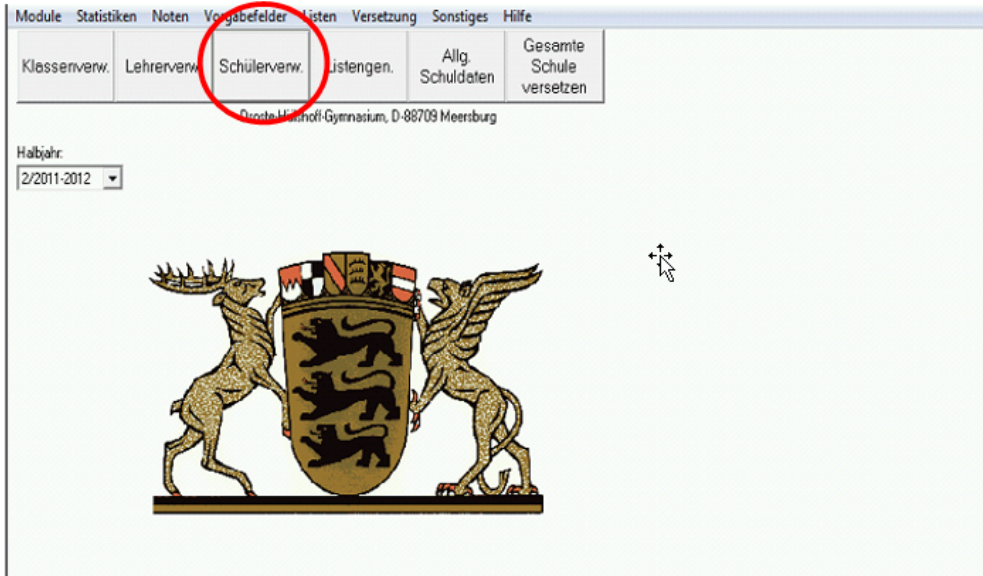 Module Statistiken Noten Vorgabefelder Listen Versetzung Sonstiges Hilfe
Klassenverw. Lehrerverw. Schülerverw. Listengen. Allg. Schuldaten Gesamte Schule versetzen
Droste-Hülshoff-Gymnasium, D-88709 Meersburg
Halbjahr:
2/2011-2012